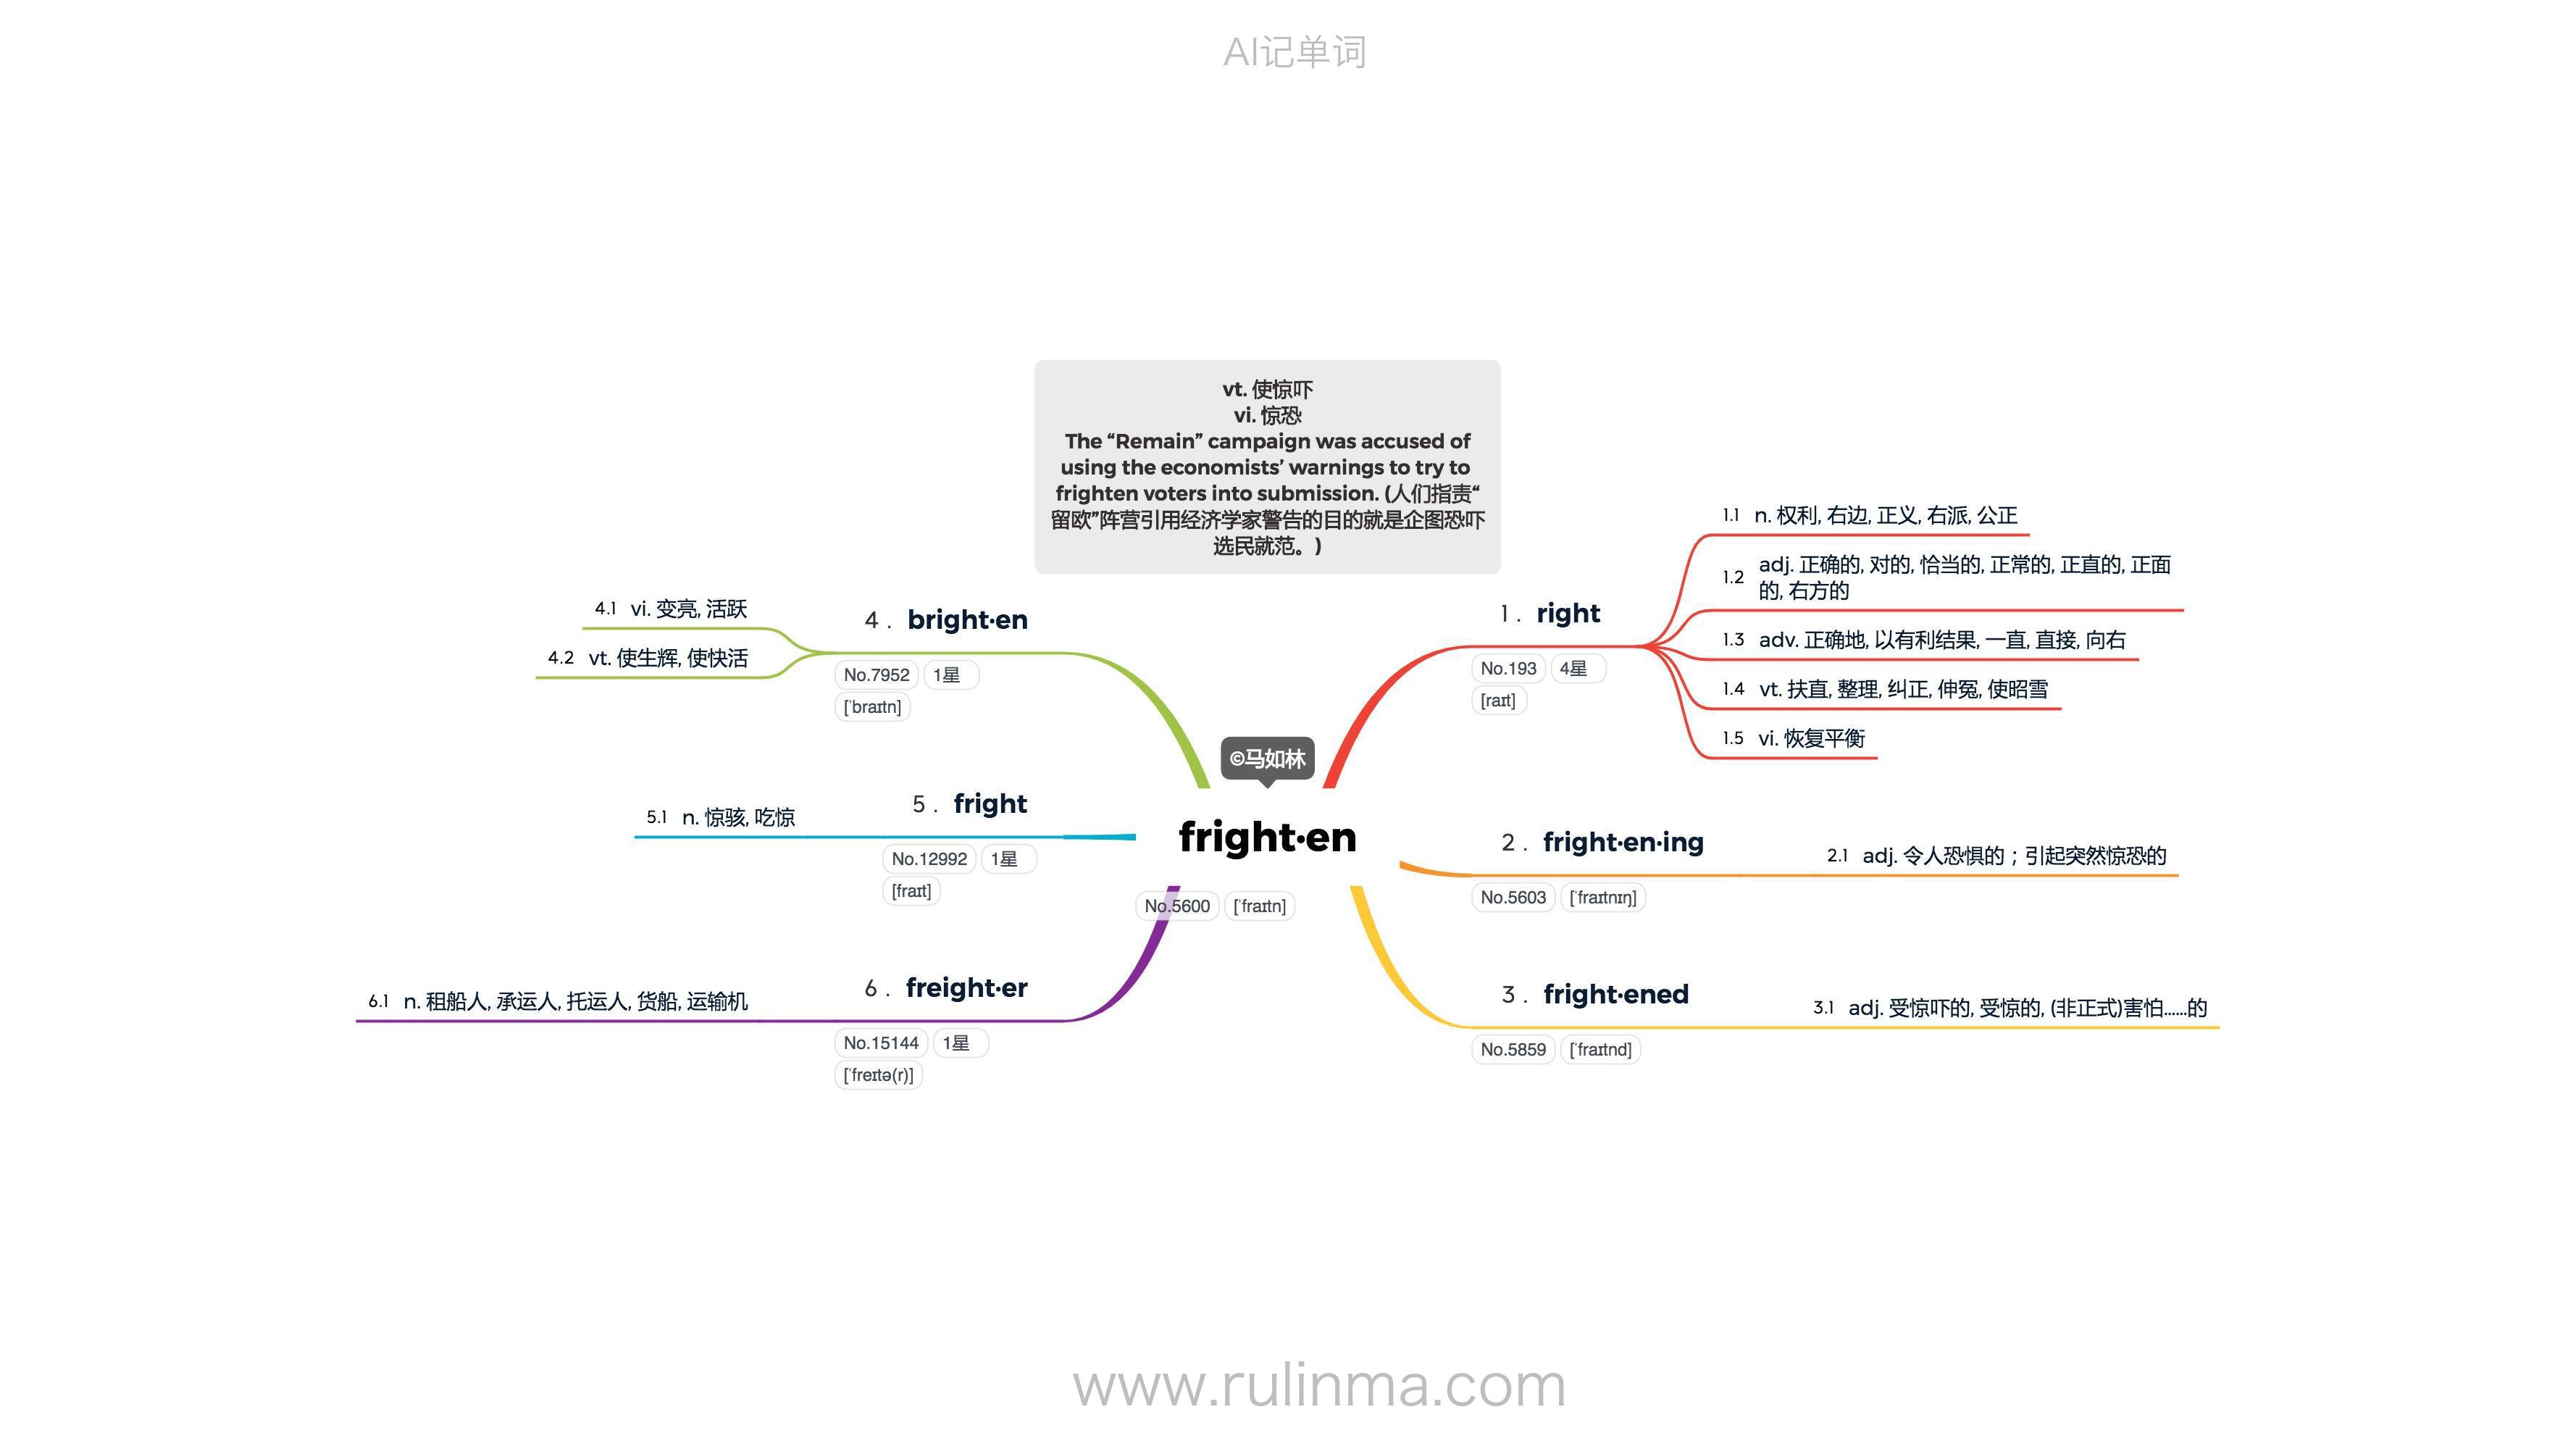 AI记单词
vt. 使惊吓
vi. 惊恐
The “Remain” campaign was accused of
using the economists’ warnings to try to
frighten voters into submission. (人们指责“
留欧”阵营引用经济学家警告的目的就是企图恐吓
选民就范。)
©马如林
fright·en
No.5600 [ˈfraɪtn]
1 . right
No.193 4星
[raɪt]
1.1 n. 权利, 右边, 正义, 右派, 公正
1.2 adj. 正确的, 对的, 恰当的, 正常的, 正直的, 正面
的, 右方的
1.3 adv. 正确地, 以有利结果, 一直, 直接, 向右
1.4 vt. 扶直, 整理, 纠正, 伸冤, 使昭雪
1.5 vi. 恢复平衡
2 . fright·en·ing
No.5603 [ˈfraɪtnɪŋ]
2.1 adj. 令人恐惧的；引起突然惊恐的
3 . fright·ened
No.5859 [ˈfraɪtnd]
3.1 adj. 受惊吓的, 受惊的, (非正式)害怕……的
4 . bright·en
No.7952 1星
[ˈbraɪtn]
4.1 vi. 变亮, 活跃
4.2 vt. 使生辉, 使快活
5 . fright
No.12992 1星
[fraɪt]
5.1 n. 惊骇, 吃惊
6 . freight·er
No.15144 1星
[ˈfreɪtə(r)]
6.1 n. 租船人, 承运人, 托运人, 货船, 运输机
www.rulinma.com